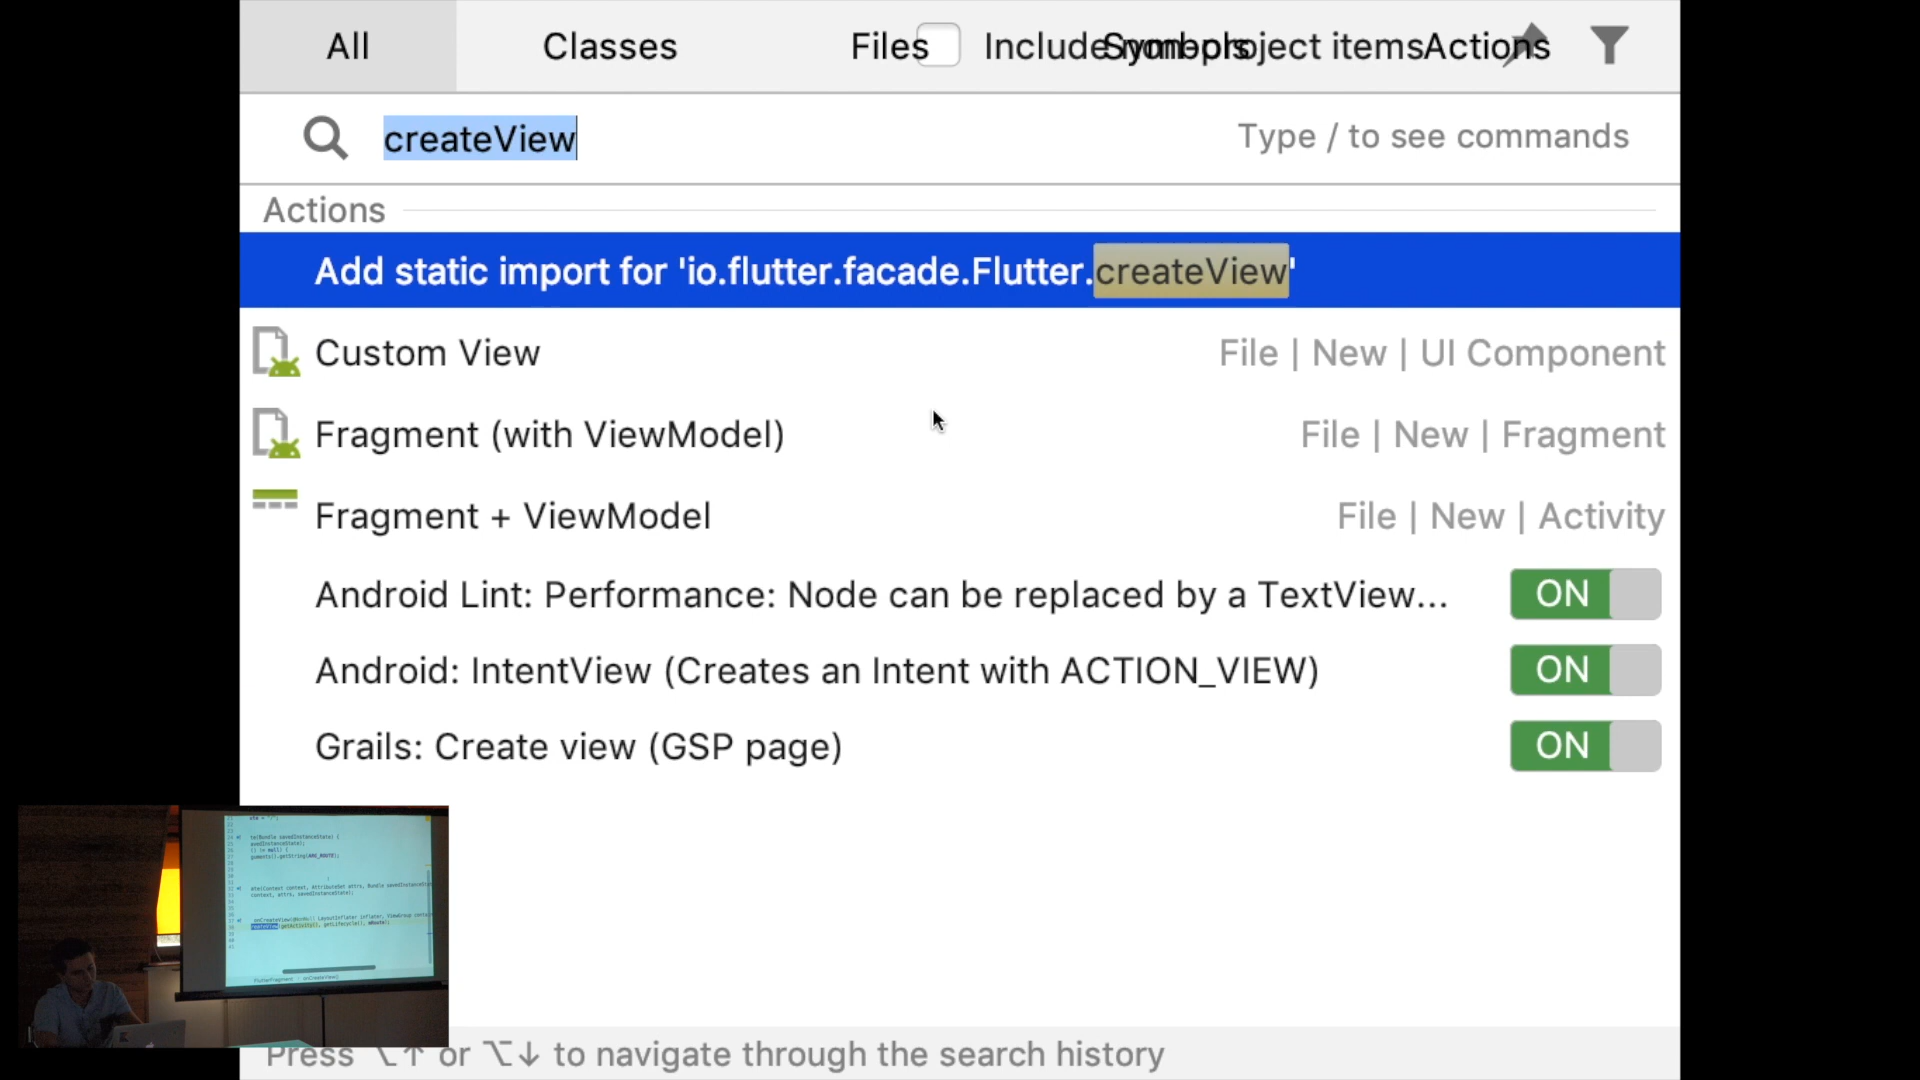 All Classes Files Include non-project items Symbols Actions
createView Type / to see commands
Actions
Add static import for 'io.flutter.facade.Flutter.createView'
Custom View File | New | UI Component
Fragment (with ViewModel) File | New | Fragment
Fragment + ViewModel File | New | Activity
Android Lint: Performance: Node can be replaced by a TextView... ON
Android: IntentView (Creates an Intent with ACTION_VIEW) ON
Grails: Create view (GSP page) ON
Press ⌥↑ or ⌥↓ to navigate through the search history